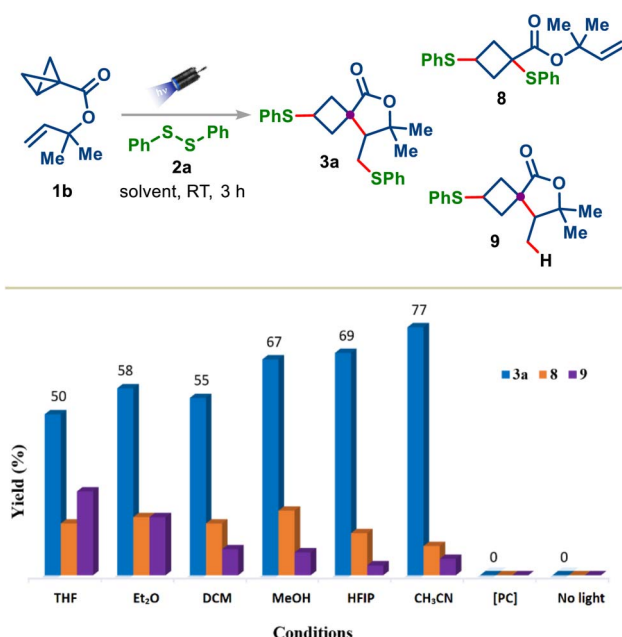 O
O
Me
Me
1b
hν
Ph
S
S
Ph
2a
solvent, RT, 3 h
O
O
PhS
Me
Me
3a
SPh
PhS
O
O
Me
Me
SPh
8
O
O
PhS
Me
Me
9
H
Yield (%)
50
58
55
67
69
77
0
0
3a
8
9
THF
Et₂O
DCM
MeOH
HFIP
CH₃CN
[PC]
No light
Conditions